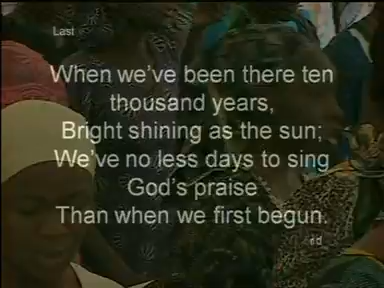 Last
When we've been there ten
thousand years,
Bright shining as the sun;
We've no less days to sing
God's praise
Than when we first begun.
nd